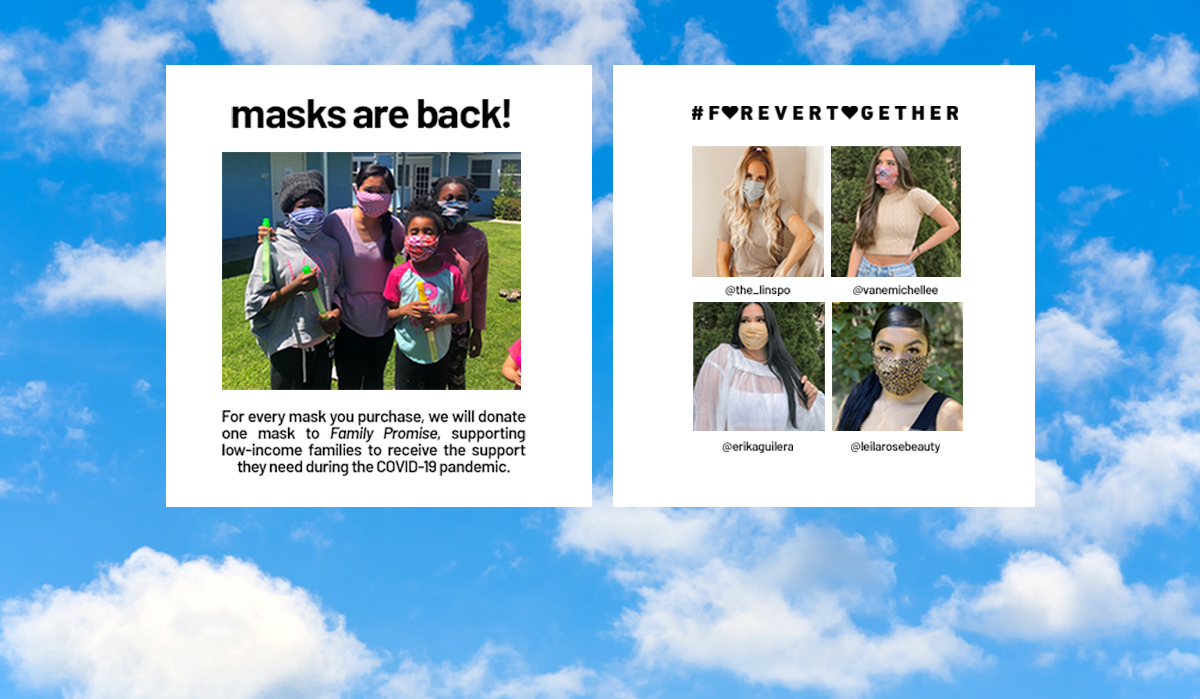 masks are back!
For every mask you purchase, we will donate
one mask to Family Promise, supporting
low-income families to receive the support
they need during the COVID-19 pandemic.
#F♥REVERT♥GETHER
@the_linspo
@vanemichellee
@erikaguilera
@leilarosebeauty